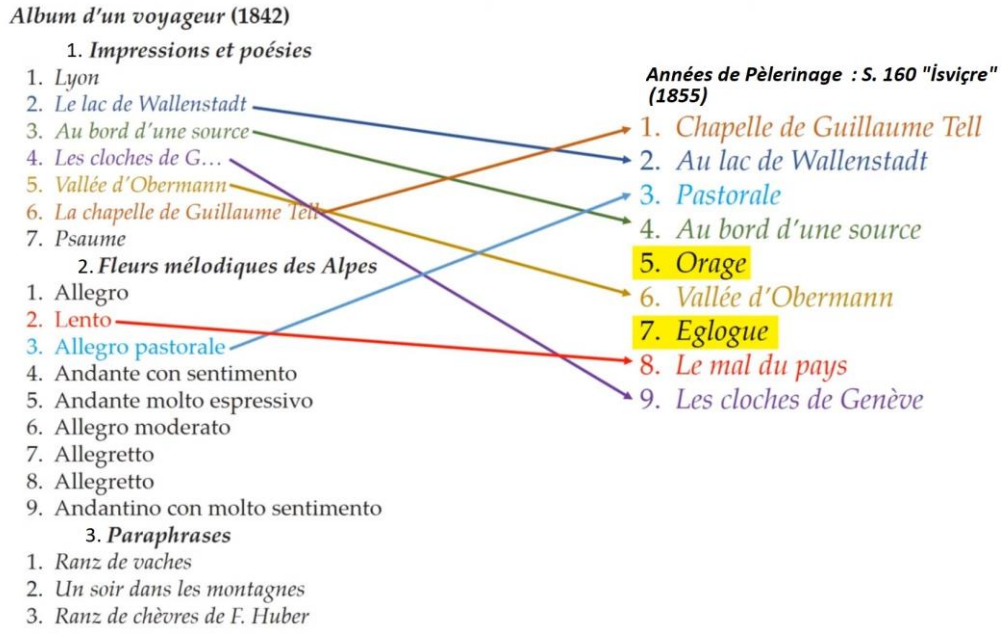 Album d'un voyageur (1842)
1. Impressions et poésies
1. Lyon
2. Le lac de Wallenstadt
3. Au bord d'une source
4. Les cloches de G…
5. Vallée d'Obermann
6. La chapelle de Guillaume Tell
7. Psaume
2. Fleurs mélodiques des Alpes
1. Allegro
2. Lento
3. Allegro pastorale
4. Andante con sentimento
5. Andante molto espressivo
6. Allegro moderato
7. Allegretto
8. Allegretto
9. Andantino con molto sentimento
3. Paraphrases
1. Ranz de vaches
2. Un soir dans les montagnes
3. Ranz de chèvres de F. Huber
Années de Pèlerinage : S. 160 "İsviçre"
(1855)
1. Chapelle de Guillaume Tell
2. Au lac de Wallenstadt
3. Pastorale
4. Au bord d'une source
5. Orage
6. Vallée d'Obermann
7. Eglogue
8. Le mal du pays
9. Les cloches de Genève